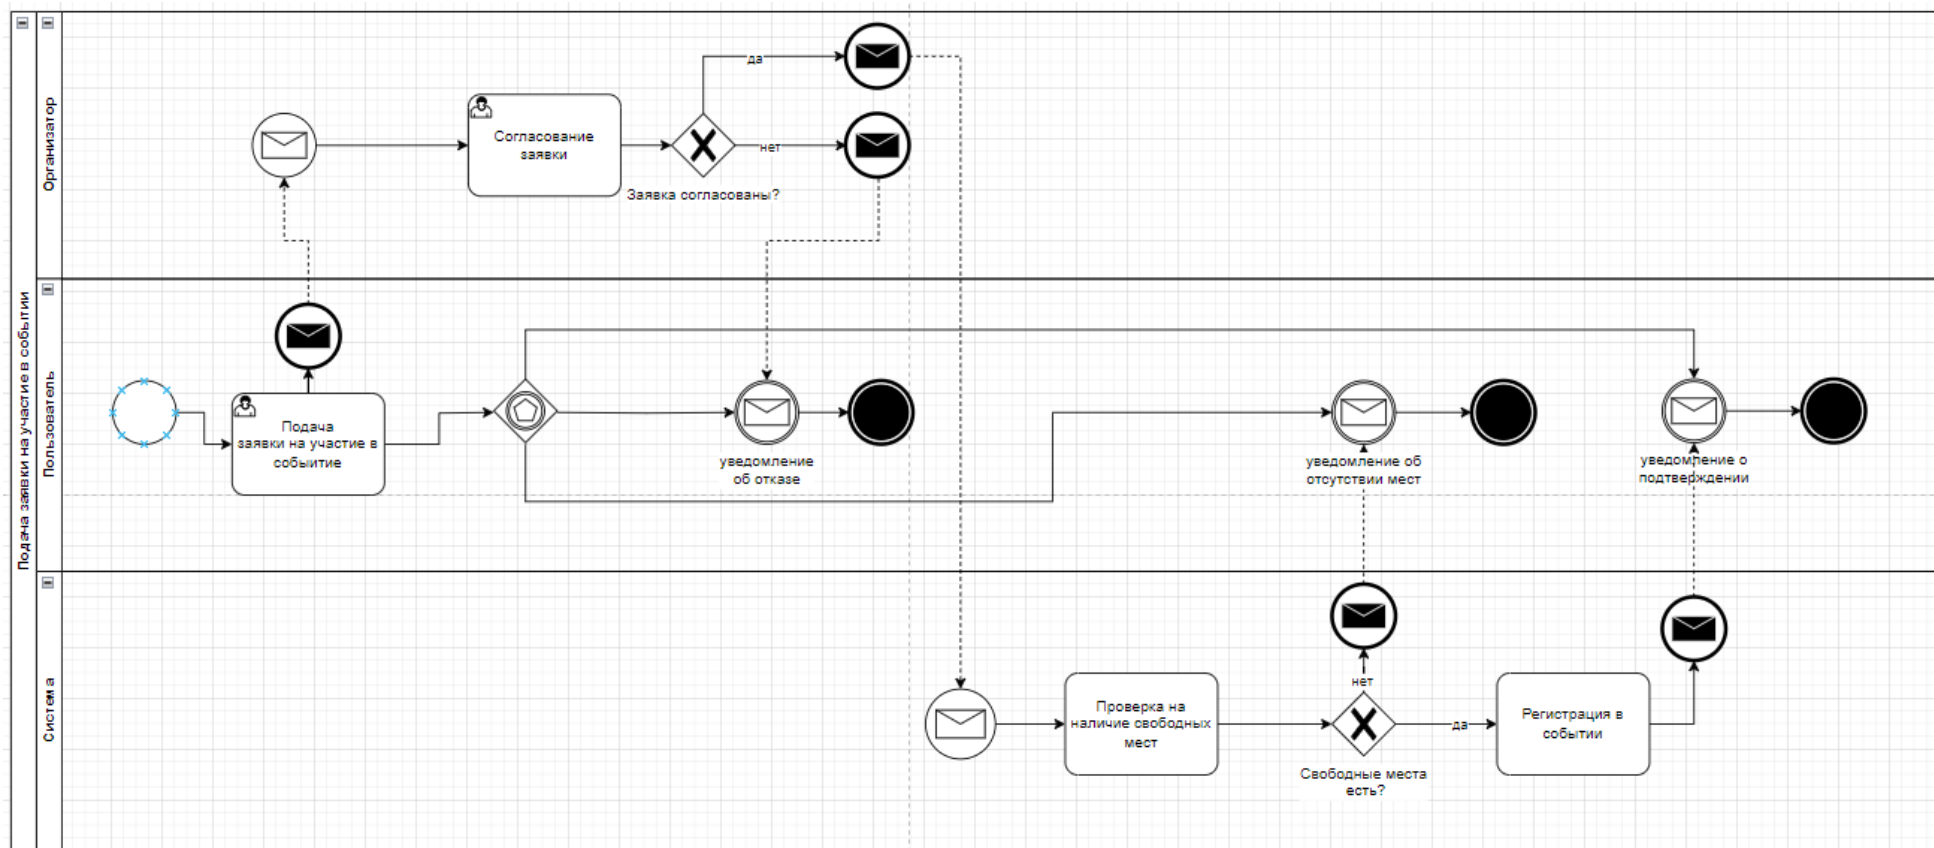 Подача заявки на участие в событии
Организатор
да
Согласование
заявки
нет
Заявка согласованы?
Пользователь
Подача
заявки на участие в
собыитие
уведомление
об отказе
уведомление об
отсутствии мест
уведомление о
подтверждении
Система
Проверка на
наличие свободных
мест
нет
да
Свободные места
есть?
Регистрация в
событии